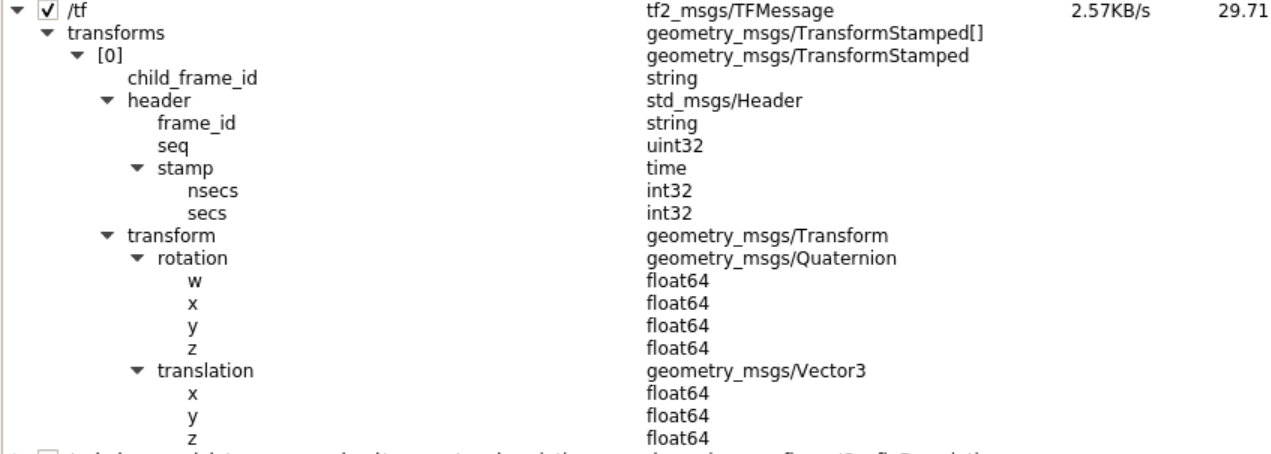 /tf tf2_msgs/TFMessage 2.57KB/s 29.71
transforms geometry_msgs/TransformStamped[]
[0] geometry_msgs/TransformStamped
child_frame_id string
header std_msgs/Header
frame_id string
seq uint32
stamp time
nsecs int32
secs int32
transform geometry_msgs/Transform
rotation geometry_msgs/Quaternion
w float64
x float64
y float64
z float64
translation geometry_msgs/Vector3
x float64
y float64
z float64